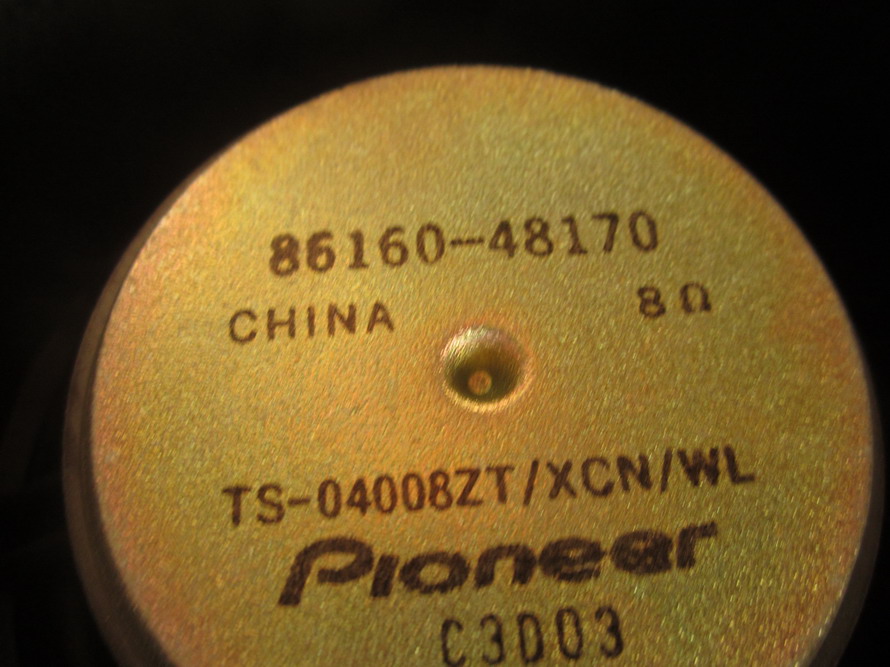 86160-48170
CHINA 8Ω
TS-04008ZT/XCN/WL
Pioneer
C3D03